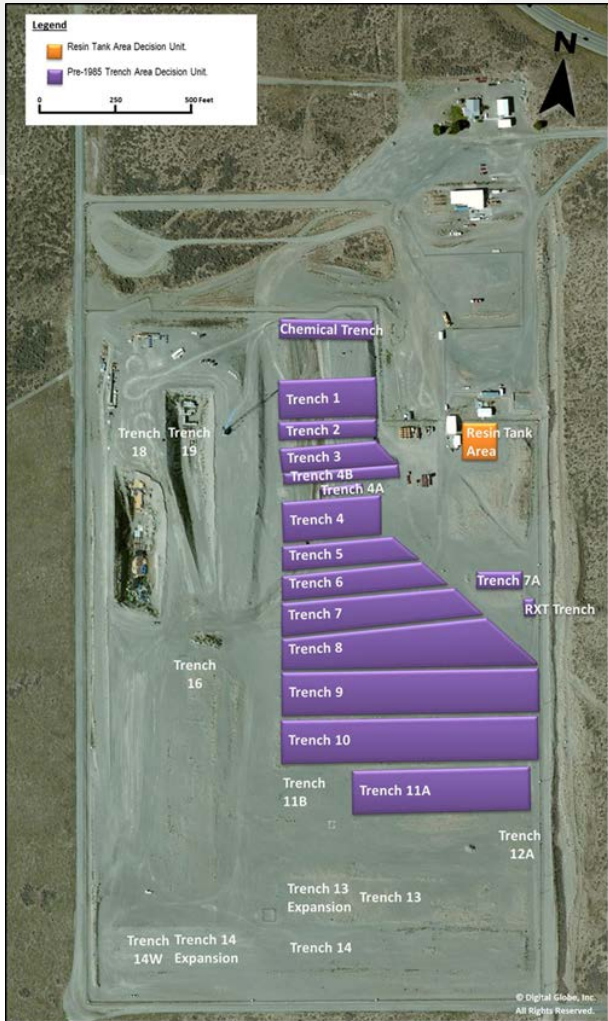 Legend
Resin Tank Area Decision Unit.
Pre-1985 Trench Area Decision Unit.
0 250 500 Feet
N
Chemical Trench
Trench 1
Trench 2
Trench 3
Trench 4B
Trench 4A
Trench 4
Trench 5
Trench 6
Trench 7
Trench 8
Trench 9
Trench 10
Trench 11A
Trench
11B
Trench
12A
Trench
18
Trench
19
Resin Tank
Area
Trench 7A
RXT Trench
Trench
16
Trench 13
Expansion
Trench 13
Trench
14W
Trench 14
Expansion
Trench 14
© Digital Globe, Inc.
All Rights Reserved.